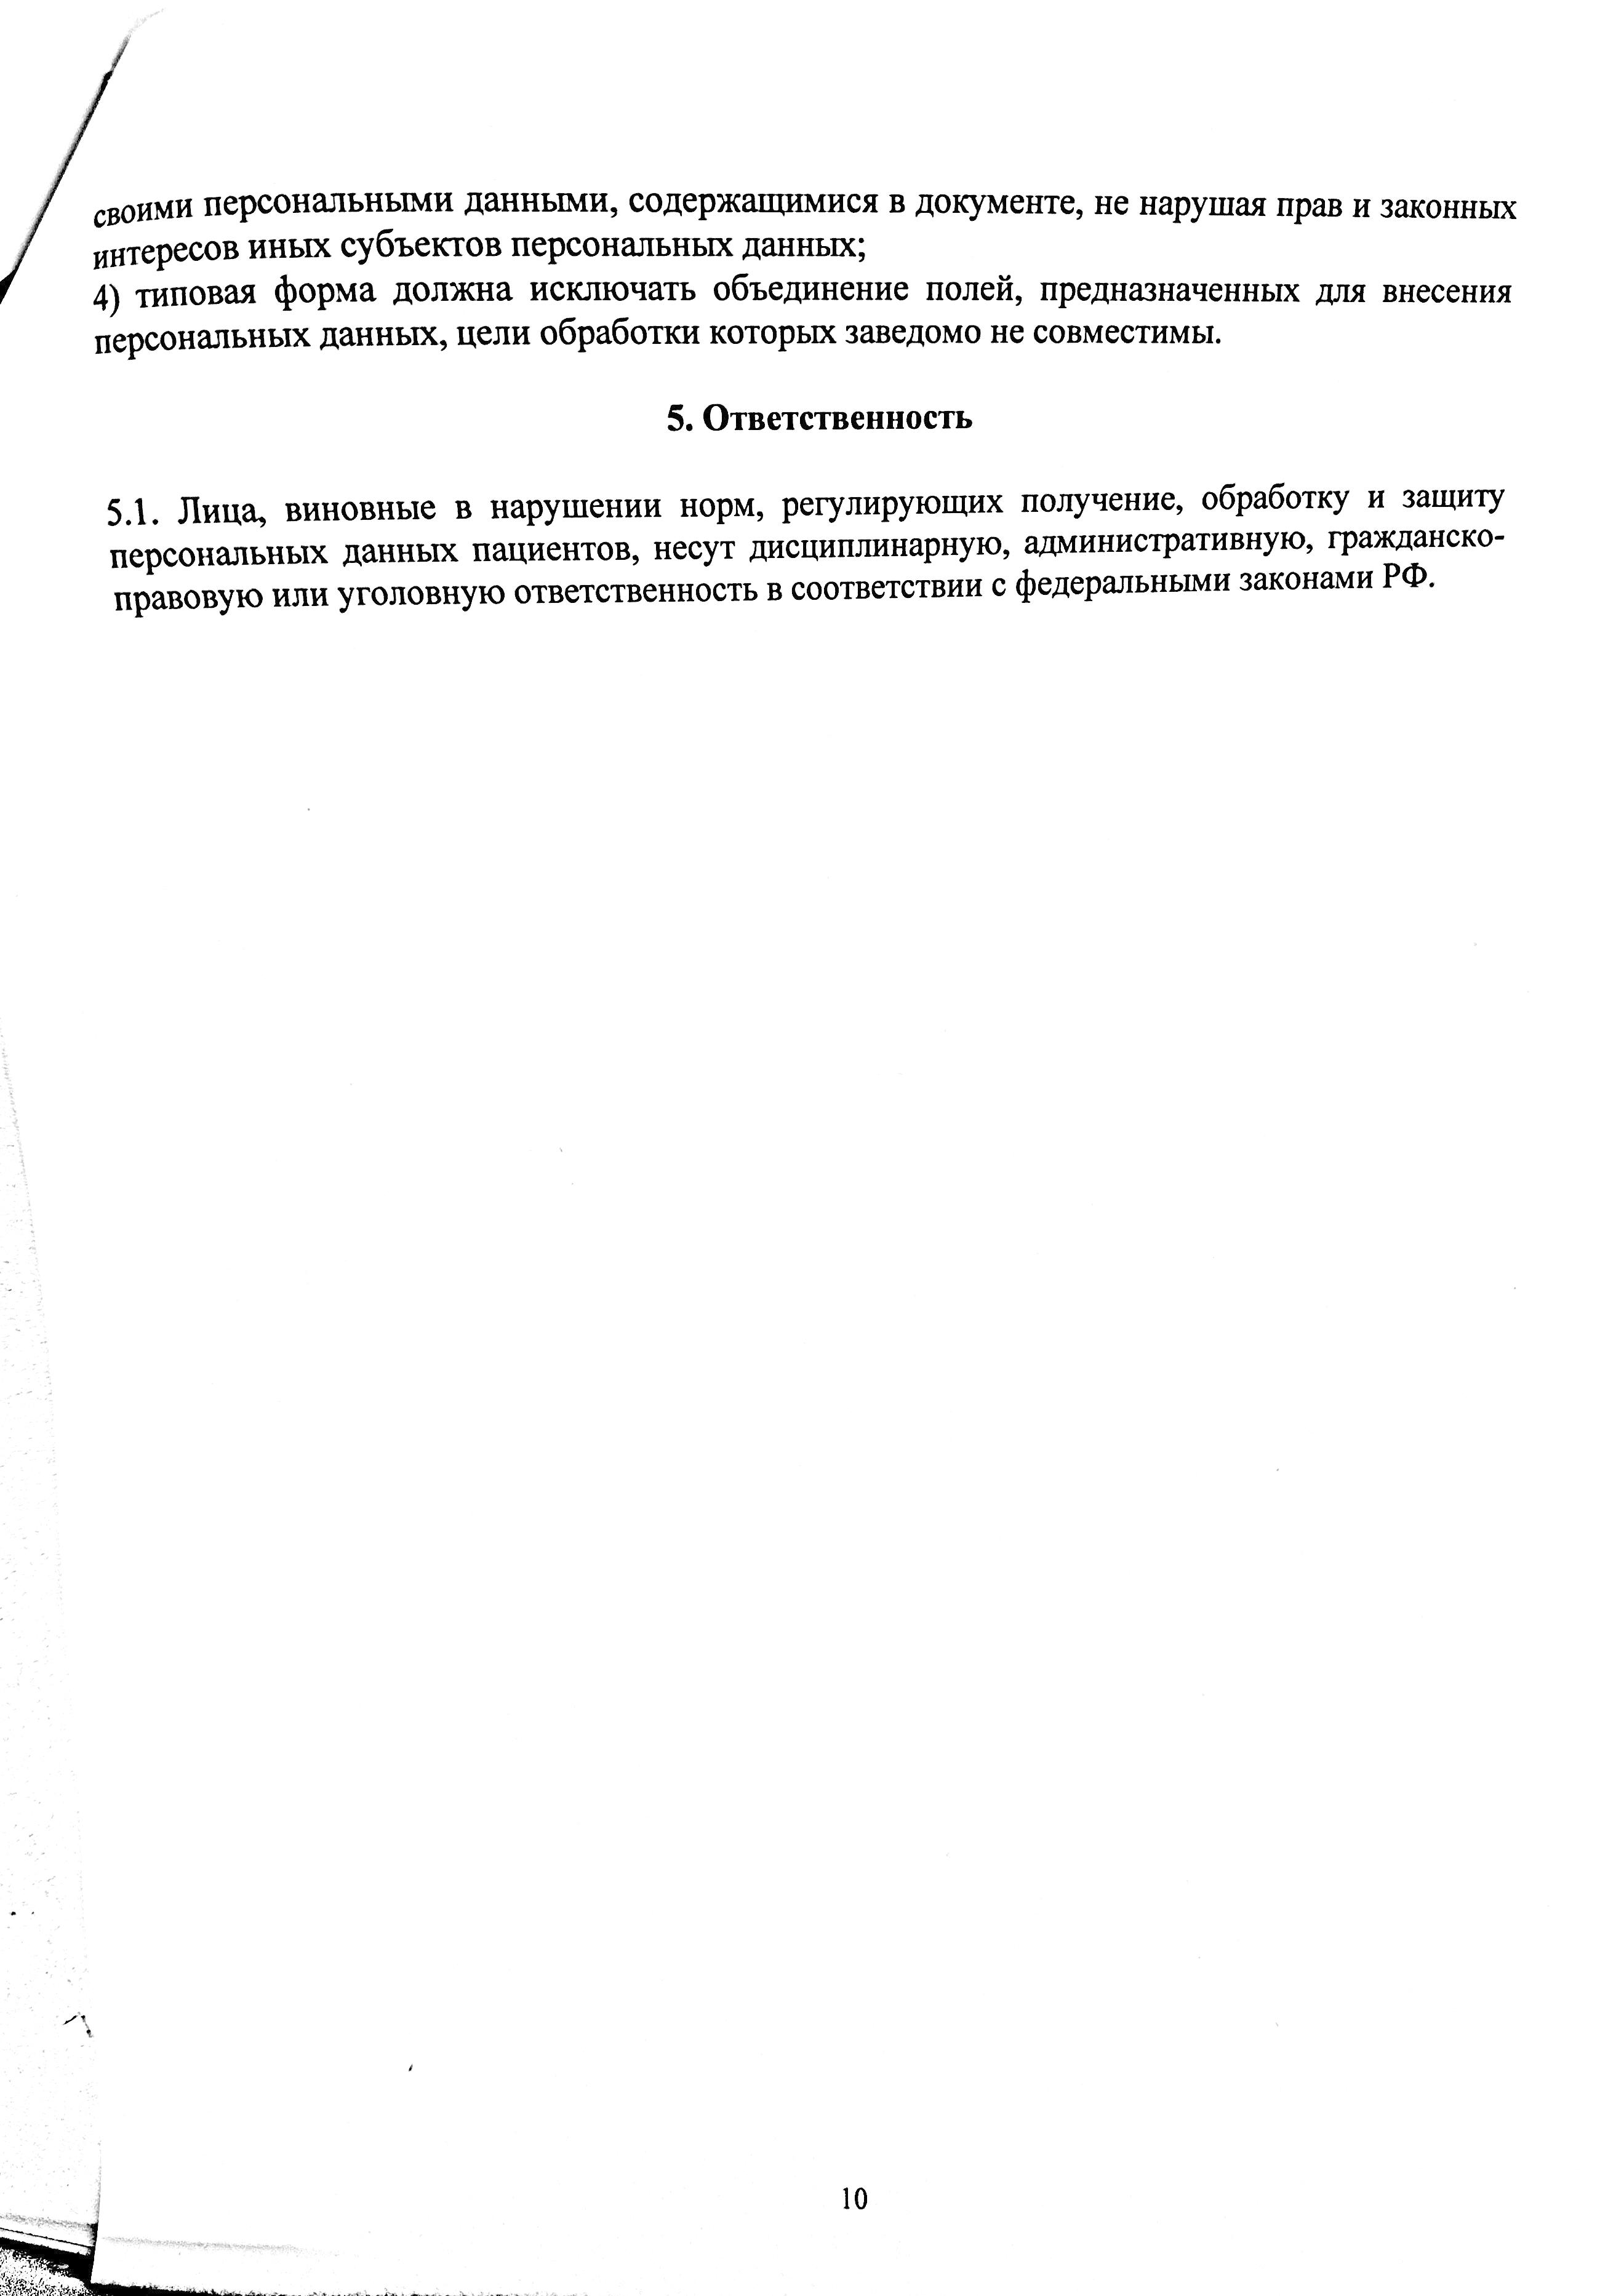 своими персональными данными, содержащимися в документе, не нарушая прав и законных
интересов иных субъектов персональных данных;
4) типовая форма должна исключать объединение полей, предназначенных для внесения
персональных данных, цели обработки которых заведомо не совместимы.
5. Ответственность
5.1. Лица, виновные в нарушении норм, регулирующих получение, обработку и защиту
персональных данных пациентов, несут дисциплинарную, административную, гражданско-
правовую или уголовную ответственность в соответствии с федеральными законами РФ.
10